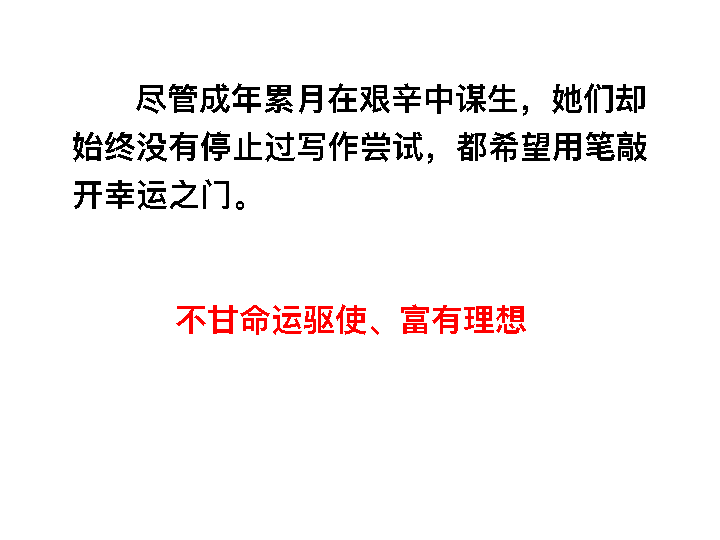 尽管成年累月在艰辛中谋生，她们却
始终没有停止过写作尝试，都希望用笔敲
开幸运之门。
不甘命运驱使、富有理想